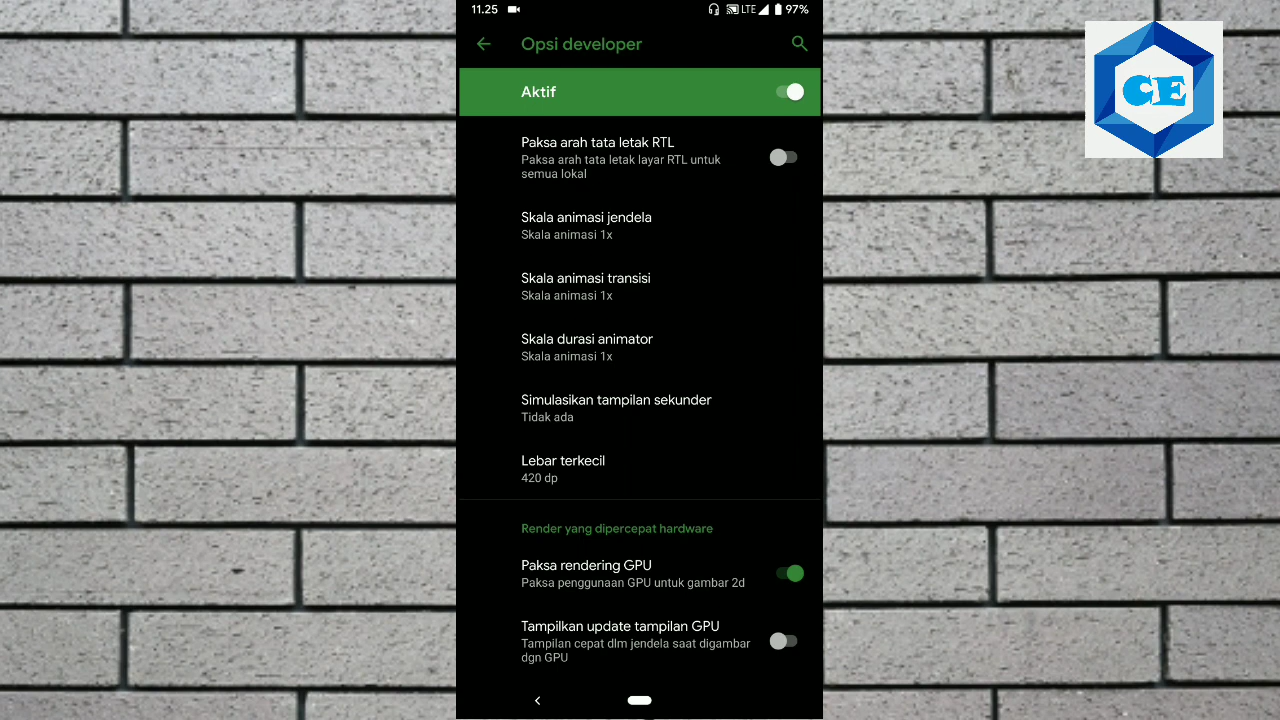 11.25 LTE 97%
Opsi developer
CE
Aktif
Paksa arah tata letak RTL
Paksa arah tata letak layar RTL untuk
semua lokal
Skala animasi jendela
Skala animasi 1x
Skala animasi transisi
Skala animasi 1x
Skala durasi animator
Skala animasi 1x
Simulasikan tampilan sekunder
Tidak ada
Lebar terkecil
420 dp
Render yang dipercepat hardware
Paksa rendering GPU
Paksa penggunaan GPU untuk gambar 2d
Tampilkan update tampilan GPU
Tampilan cepat dlm jendela saat digambar
dgn GPU